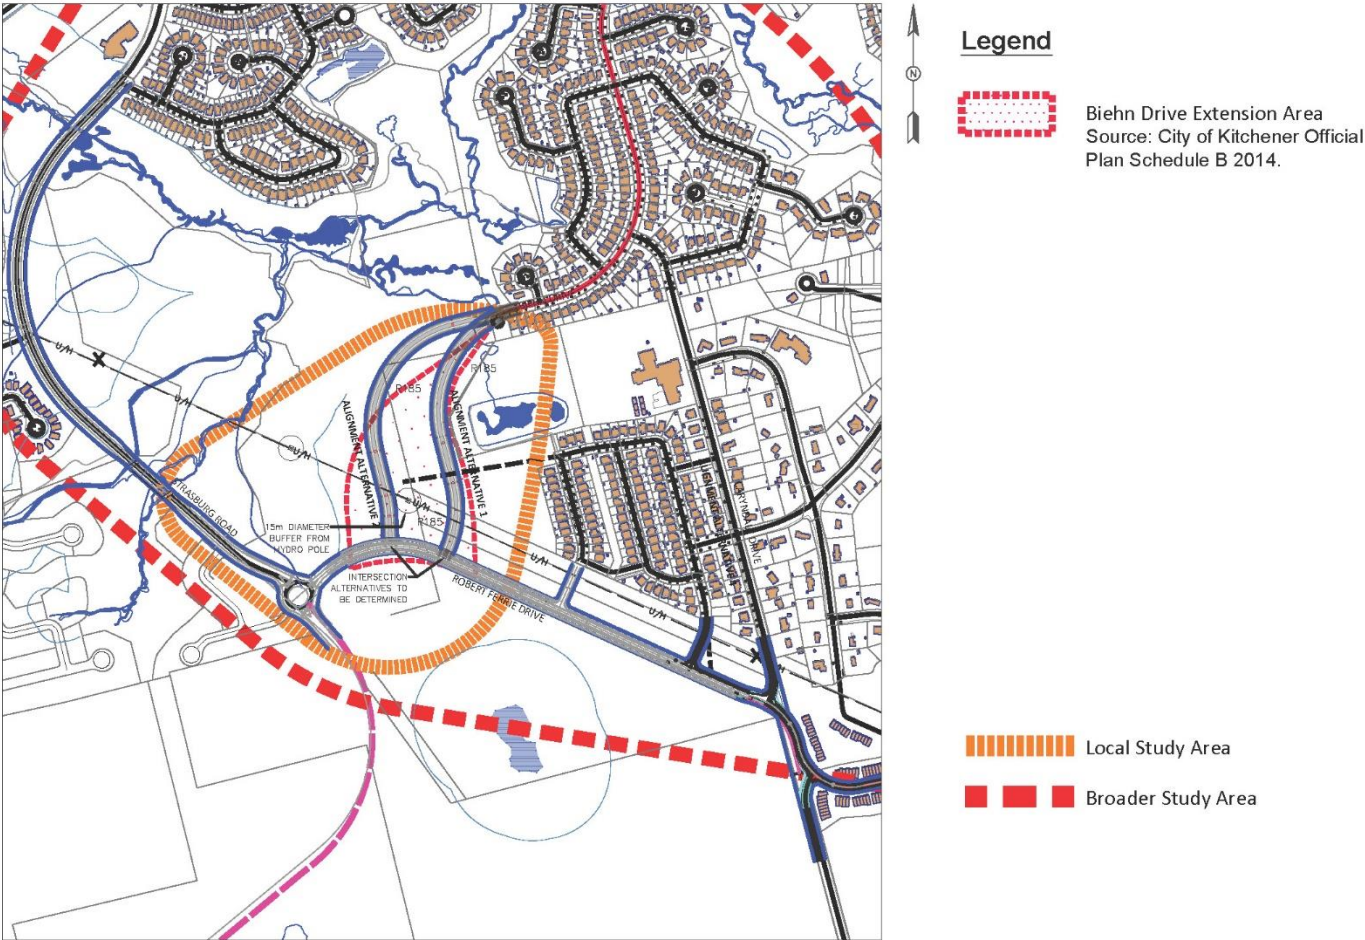 N
Legend
Biehn Drive Extension Area
Source: City of Kitchener Official
Plan Schedule B 2014.
U/H
U/H
R185
R185
ALIGNMENT ALTERNATIVE 2
ALIGNMENT ALTERNATIVE 1
U/H
STRASBURG ROAD
U/H
R185
15m DIAMETER
BUFFER FROM
HYDRO POLE
U/H
INTERSECTION
ALTERNATIVES TO
BE DETERMINED
ROBERT FERRIE DRIVE
U/H
Local Study Area
Broader Study Area